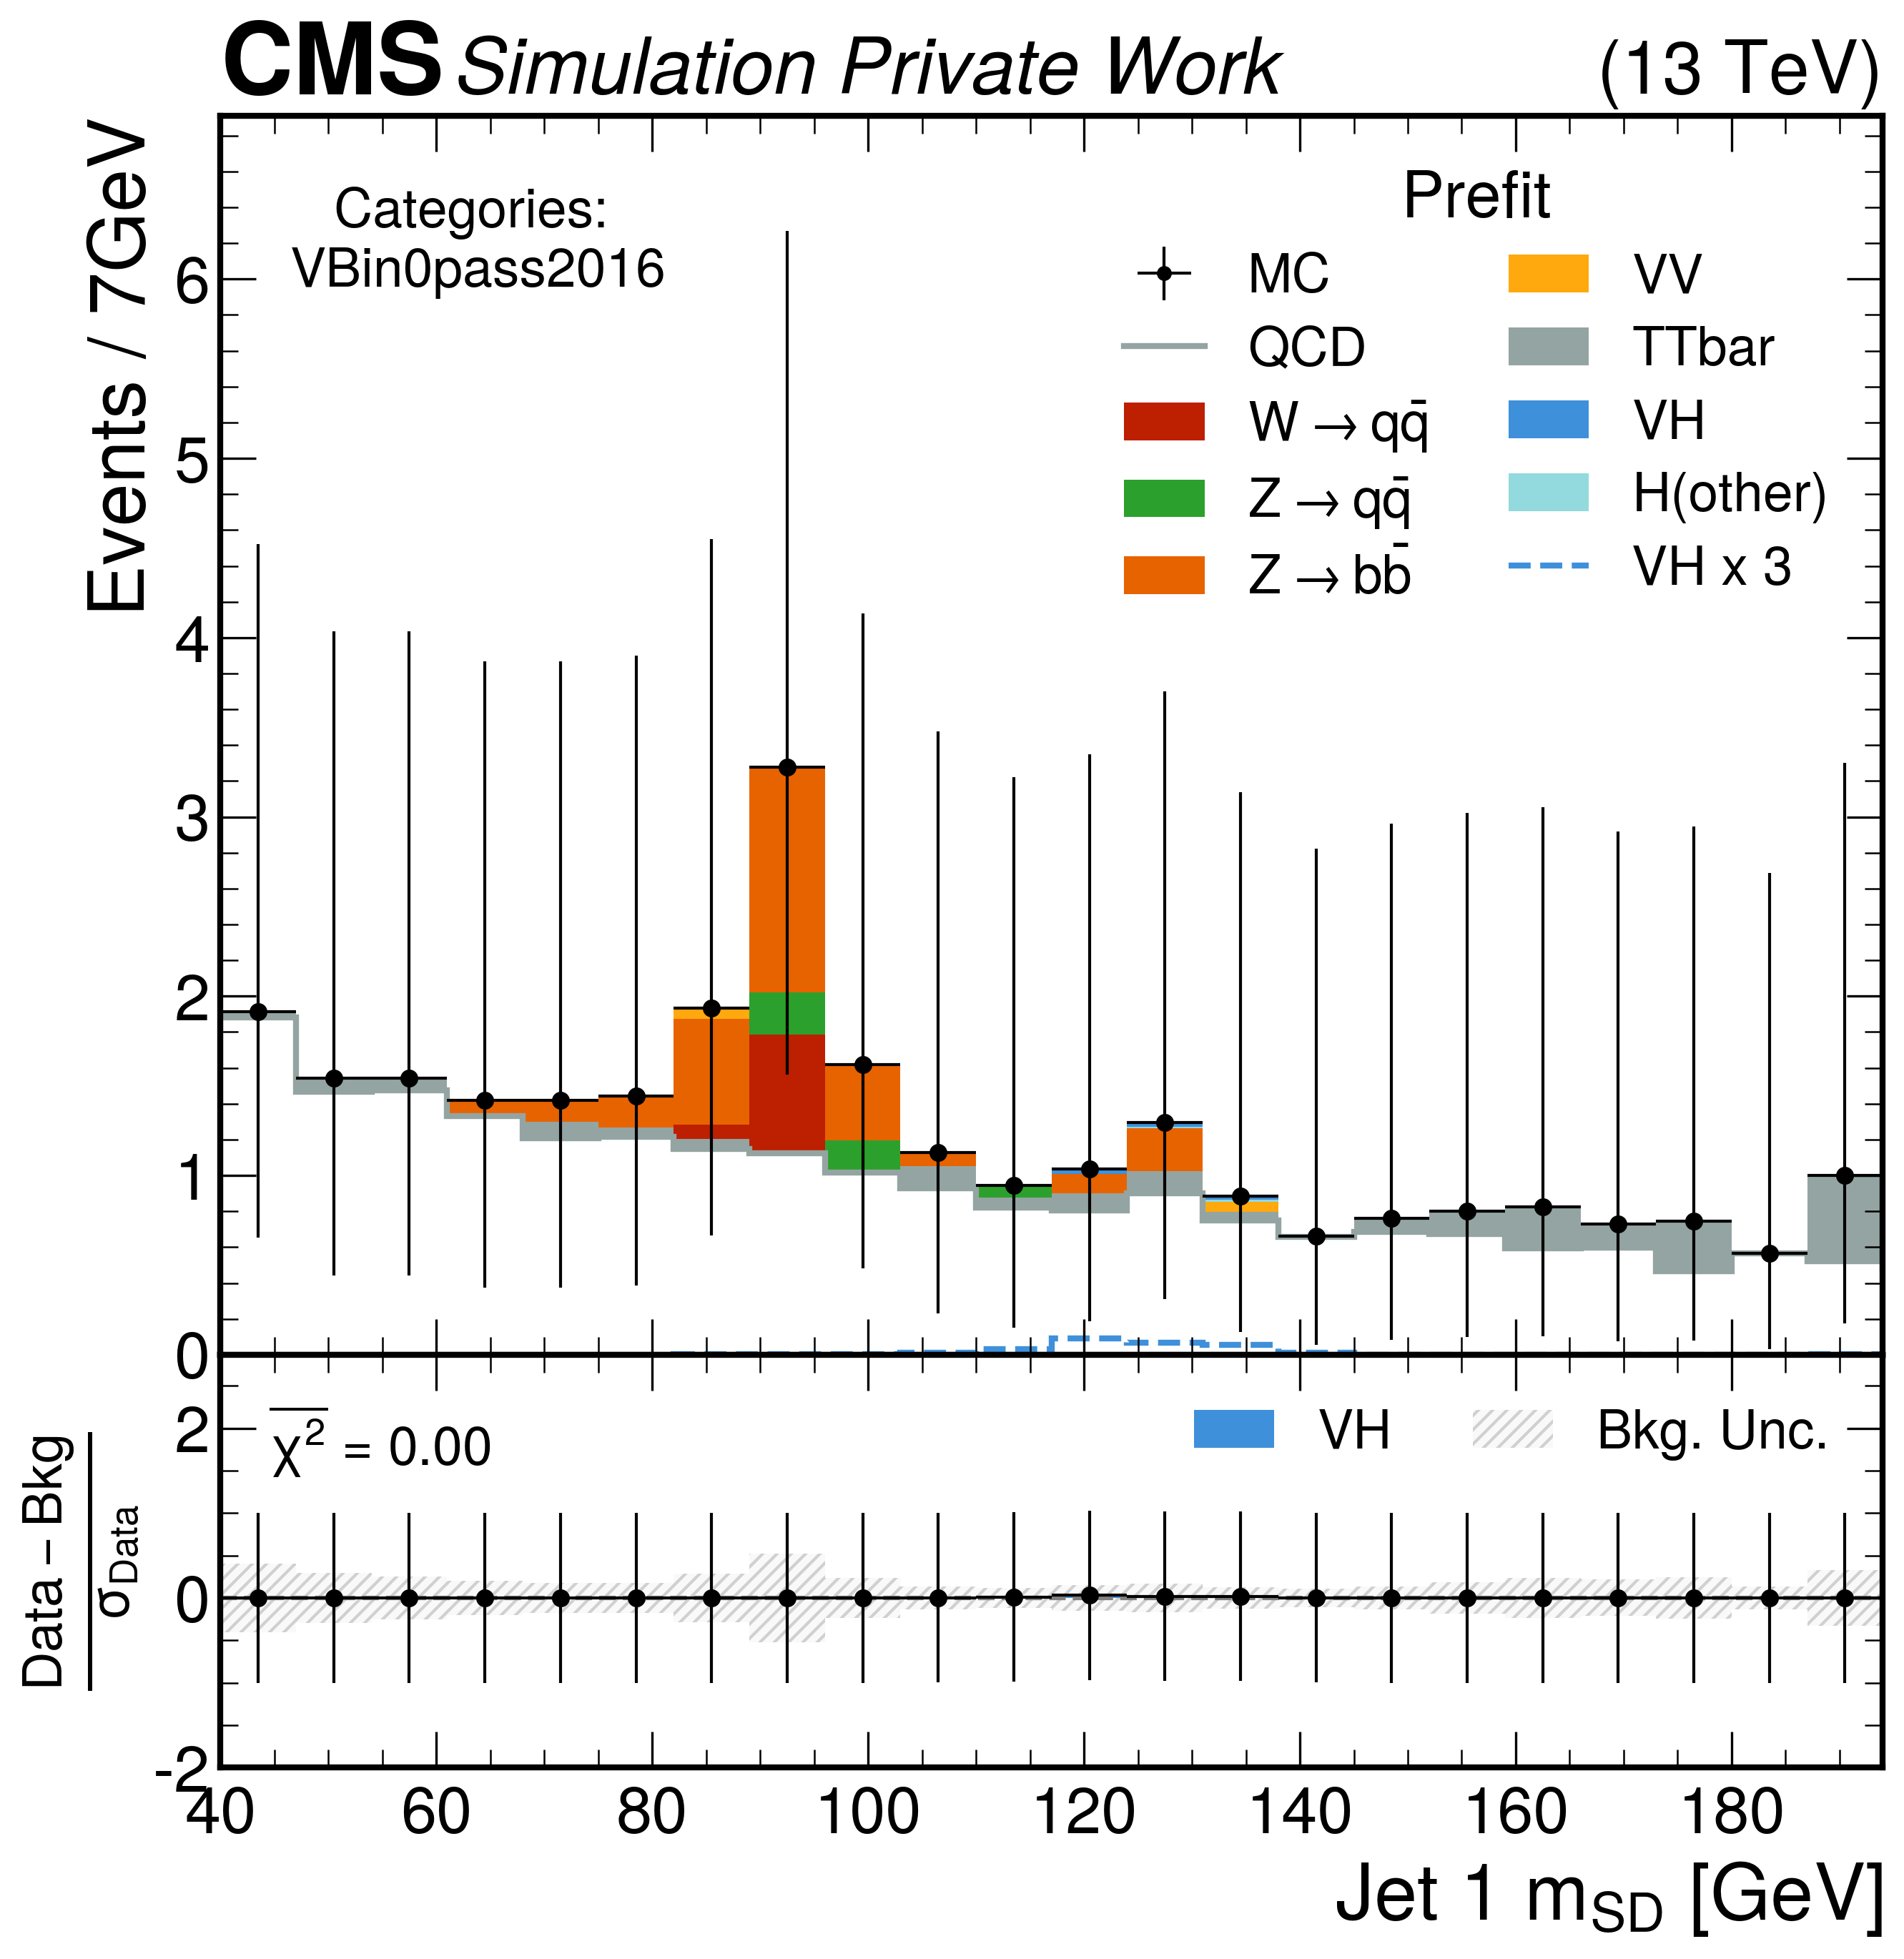 CMS Simulation Private Work (13 TeV)
Events / 7GeV
Categories:
VBin0pass2016
Prefit
MC
QCD
W → qq̄
Z → qq̄
Z → bb̄
VV
TTbar
VH
H(other)
VH x 3
6
5
4
3
2
1
0
Data – Bkg
σData
χ² = 0.00
VH
Bkg. Unc.
2
0
-2
40 60 80 100 120 140 160 180
Jet 1 mSD [GeV]